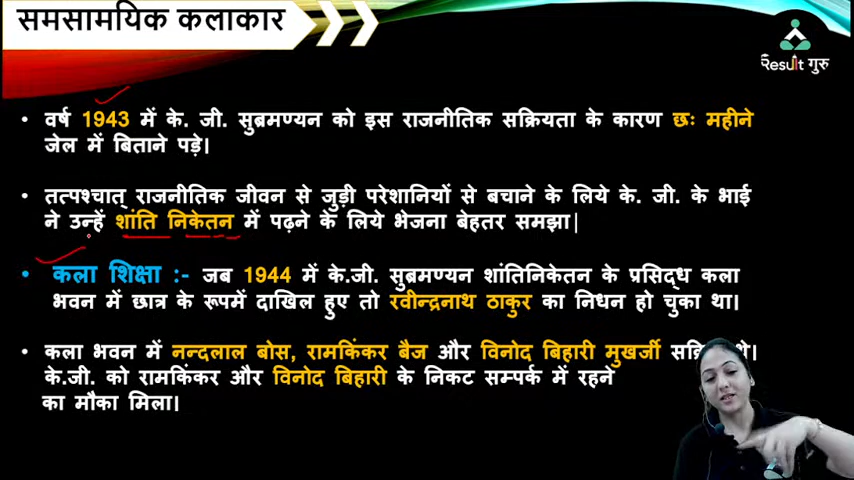 समसामयिक कलाकार
Result गुरु
• वर्ष 1943 में के. जी. सुब्रमण्यन को इस राजनीतिक सक्रियता के कारण छः महीने
जेल में बिताने पड़े।
• तत्पश्चात् राजनीतिक जीवन से जुड़ी परेशानियों से बचाने के लिये के. जी. के भाई
ने उन्हें शांति निकेतन में पढ़ने के लिये भेजना बेहतर समझा|
• कला शिक्षा :- जब 1944 में के.जी. सुब्रमण्यन शांतिनिकेतन के प्रसिद्ध कला
भवन में छात्र के रूपमें दाखिल हुए तो रवीन्द्रनाथ ठाकुर का निधन हो चुका था।
• कला भवन में नन्दलाल बोस, रामकिंकर बैज और विनोद बिहारी मुखर्जी थे।
के.जी. को रामकिंकर और विनोद बिहारी के निकट सम्पर्क में रहने
का मौका मिला।